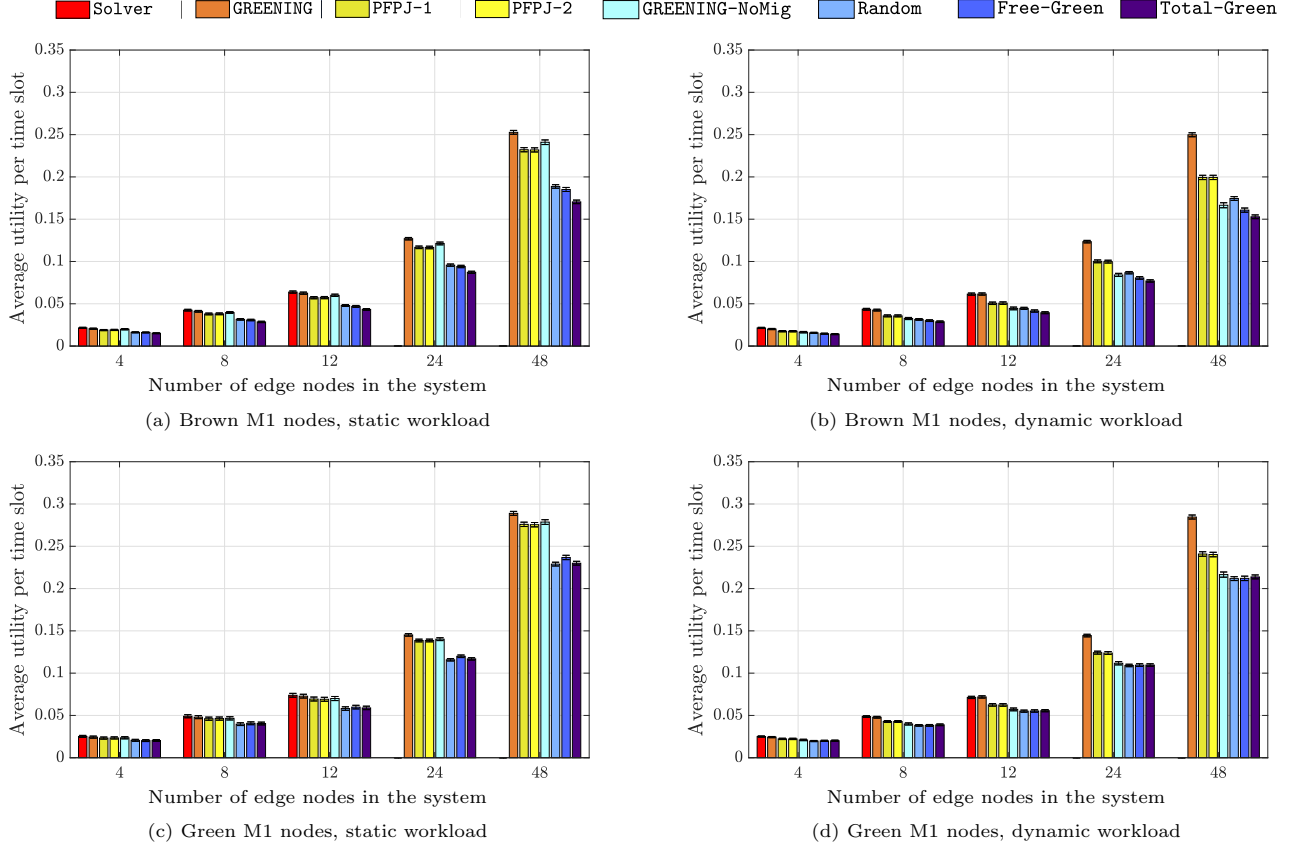 Solver GREENING PFPJ-1 PFPJ-2 GREENING-NoMig Random Free-Green Total-Green
Average utility per time slot
0.35
0.3
0.25
0.2
0.15
0.1
0.05
0
4 8 12 24 48
Number of edge nodes in the system
(a) Brown M1 nodes, static workload
Average utility per time slot
0.35
0.3
0.25
0.2
0.15
0.1
0.05
0
4 8 12 24 48
Number of edge nodes in the system
(b) Brown M1 nodes, dynamic workload
Average utility per time slot
0.35
0.3
0.25
0.2
0.15
0.1
0.05
0
4 8 12 24 48
Number of edge nodes in the system
(c) Green M1 nodes, static workload
Average utility per time slot
0.35
0.3
0.25
0.2
0.15
0.1
0.05
0
4 8 12 24 48
Number of edge nodes in the system
(d) Green M1 nodes, dynamic workload